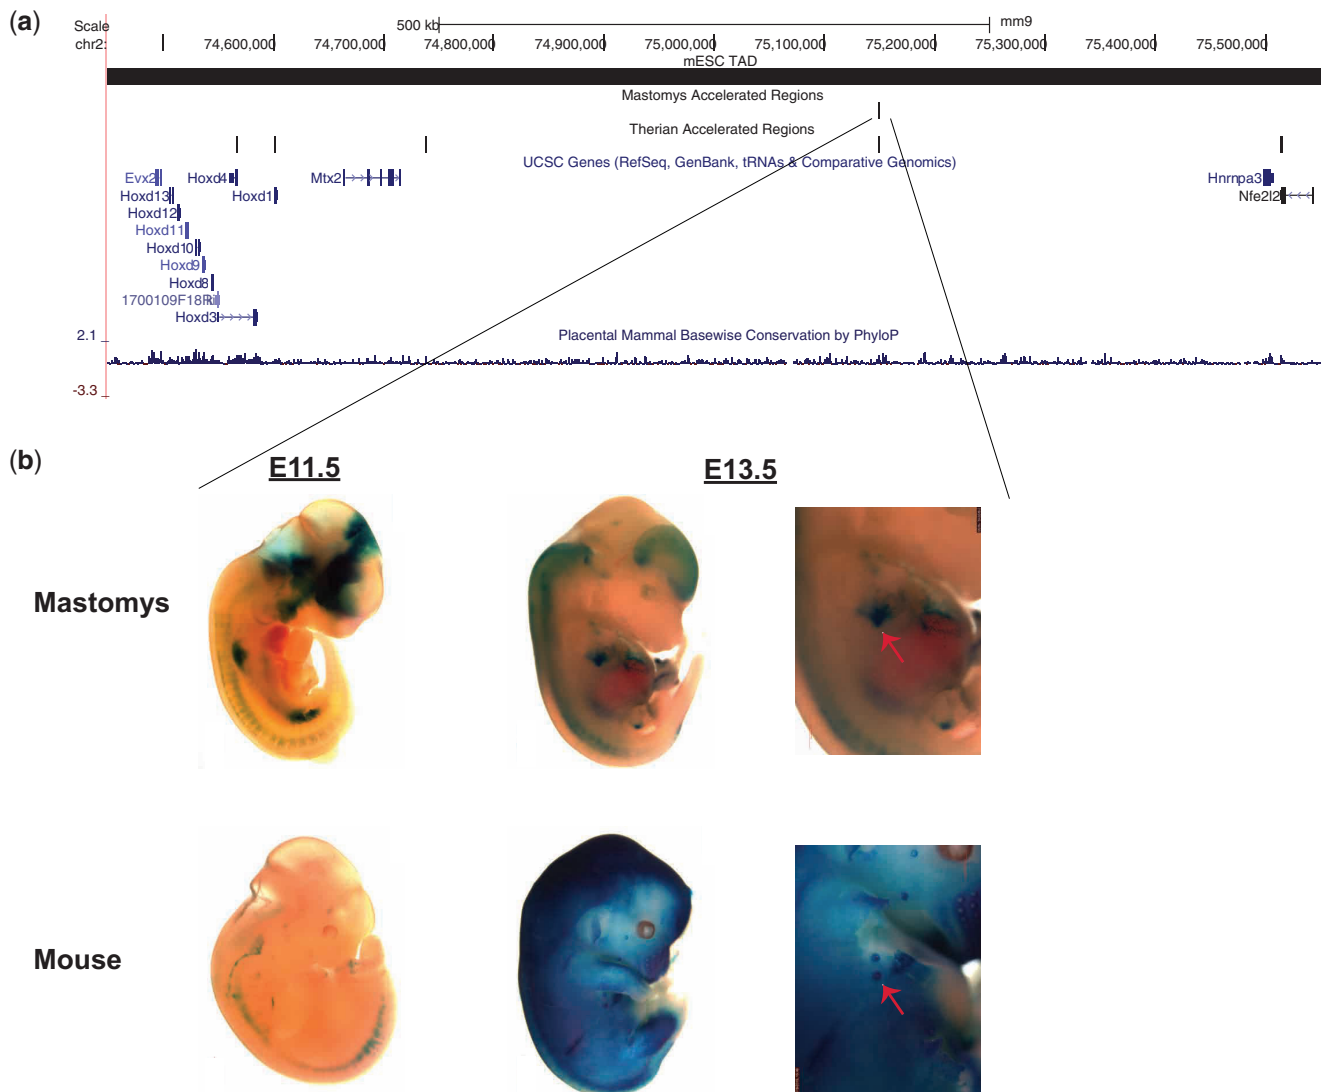 (a)
Scale
500 kb
mm9
chr2:
74,600,000
74,700,000
74,800,000
74,900,000
75,000,000
75,100,000
75,200,000
75,300,000
75,400,000
75,500,000
mESC TAD
Mastomys Accelerated Regions
Therian Accelerated Regions
UCSC Genes (RefSeq, GenBank, tRNAs & Comparative Genomics)
Evx2
Hoxd4
Mtx2
Hnrnpa3
Hoxd13
Hoxd1
Nfe2l2
Hoxd12
Hoxd11
Hoxd10
Hoxd9
Hoxd8
1700109F18Rik
Hoxd3
2.1
Placental Mammal Basewise Conservation by PhyloP
-3.3
(b)
E11.5
E13.5
Mastomys
Mouse